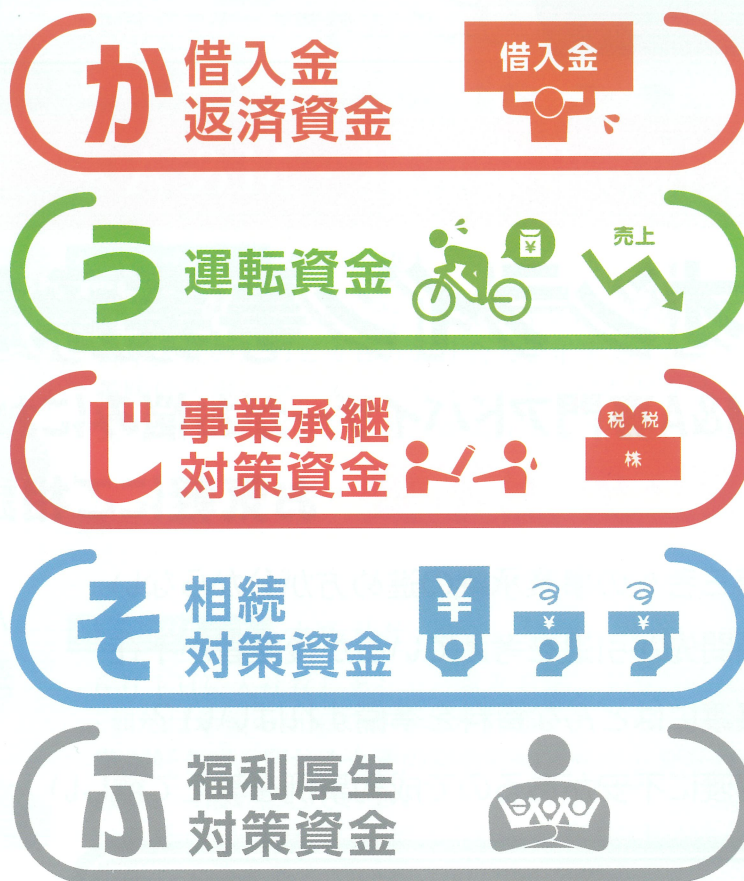 か
借入金
返済資金
借入金
う
運転資金
¥
売上
じ
事業承継
対策資金
税 税
株
そ
相続
対策資金
¥
¥
¥
ふ
福利厚生
対策資金